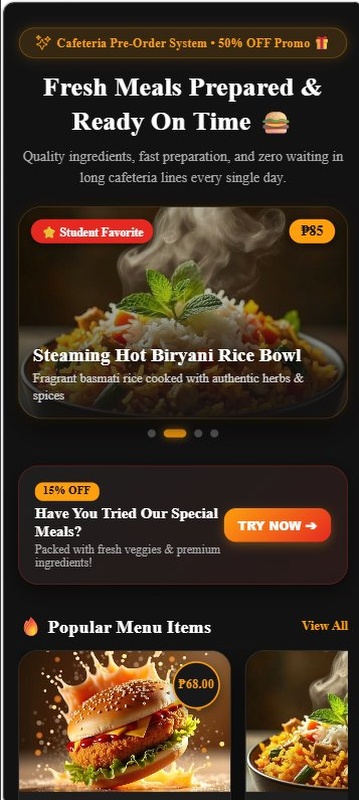 Cafeteria Pre-Order System • 50% OFF Promo 🎁
Fresh Meals Prepared &
Ready On Time 🍔
Quality ingredients, fast preparation, and zero waiting in
long cafeteria lines every single day.
⭐ Student Favorite
₱85
Steaming Hot Biryani Rice Bowl
Fragrant basmati rice cooked with authentic herbs &
spices
15% OFF
Have You Tried Our Special
Meals?
Packed with fresh veggies & premium
ingredients!
TRY NOW ➔
🔥 Popular Menu Items
View All
₱68.00